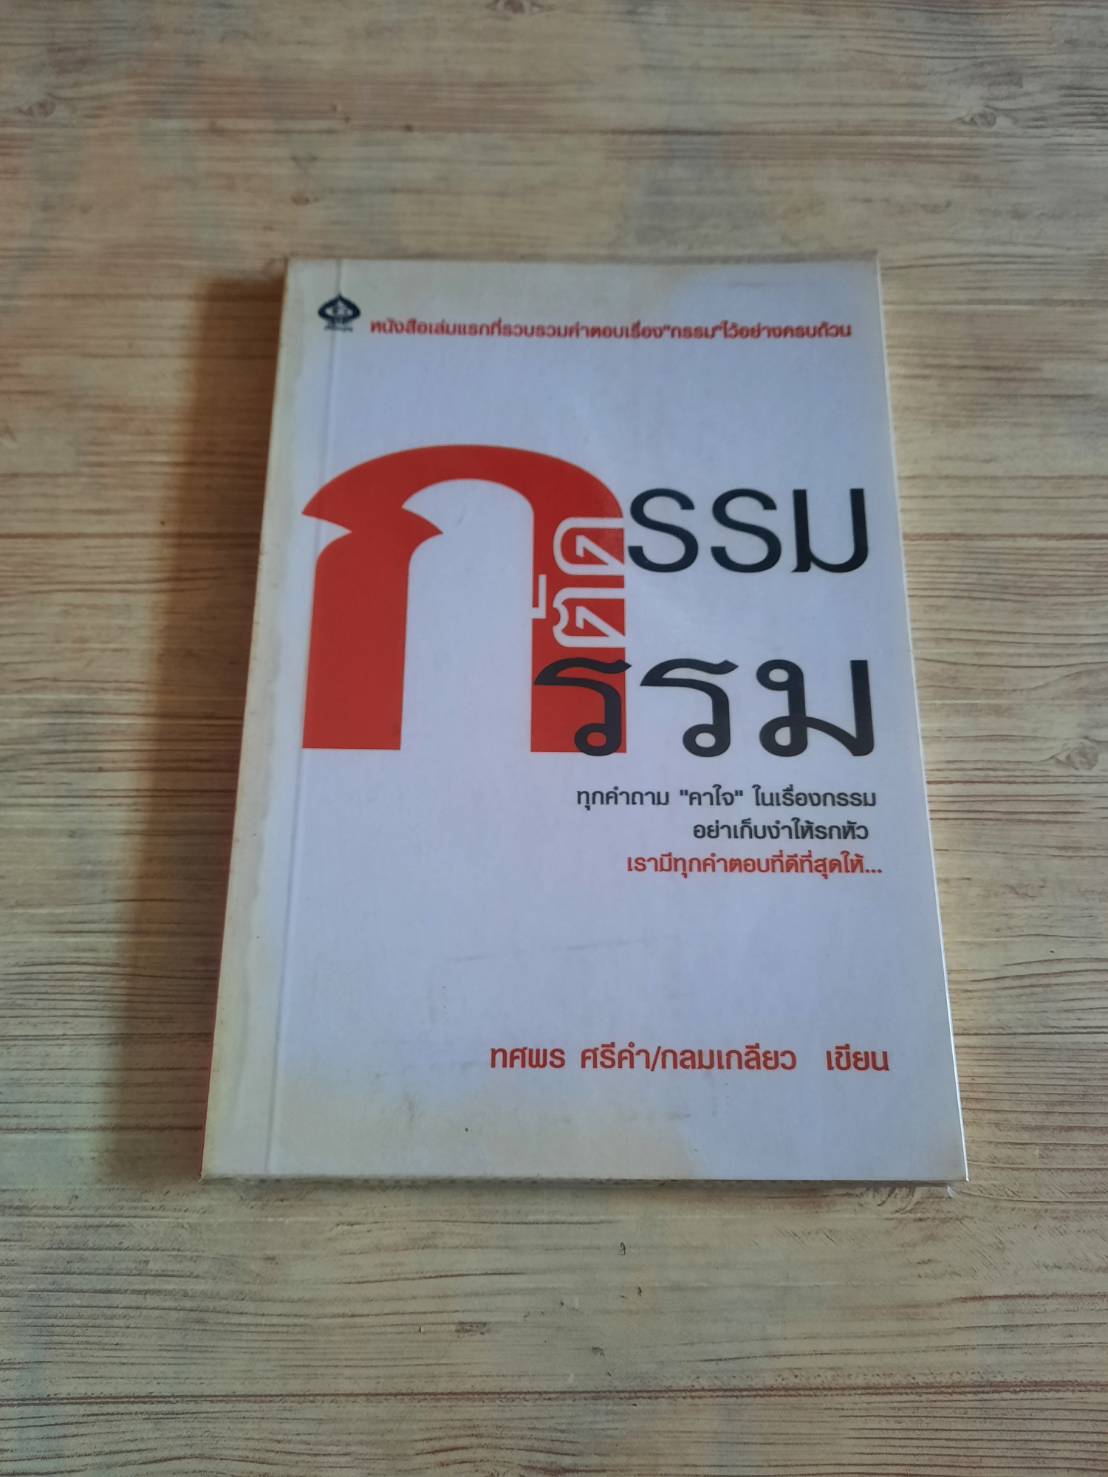 หนังสือเล่มแรกที่รวบรวมคำตอบเรื่อง"กรรม"ไว้อย่างครบถ้วน
กรรม
ตัด
กรรม
ทุกคำถาม "คาใจ" ในเรื่องกรรม
อย่าเก็บงำให้รกหัว
เรามีทุกคำตอบที่ดีที่สุดให้...
ทศพร ศรีคำ/กลมเกลียว เขียน